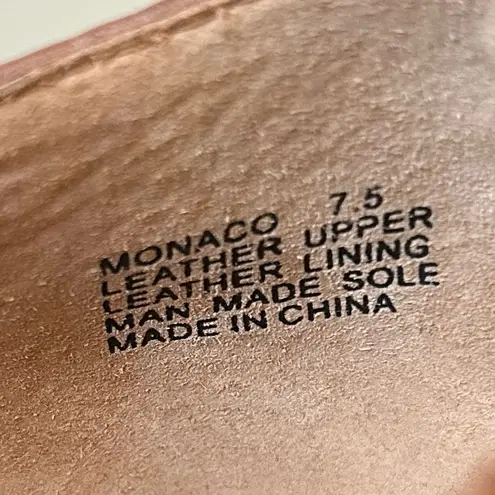 MONACO 7.5
LEATHER UPPER
LEATHER LINING
MAN MADE SOLE
MADE IN CHINA